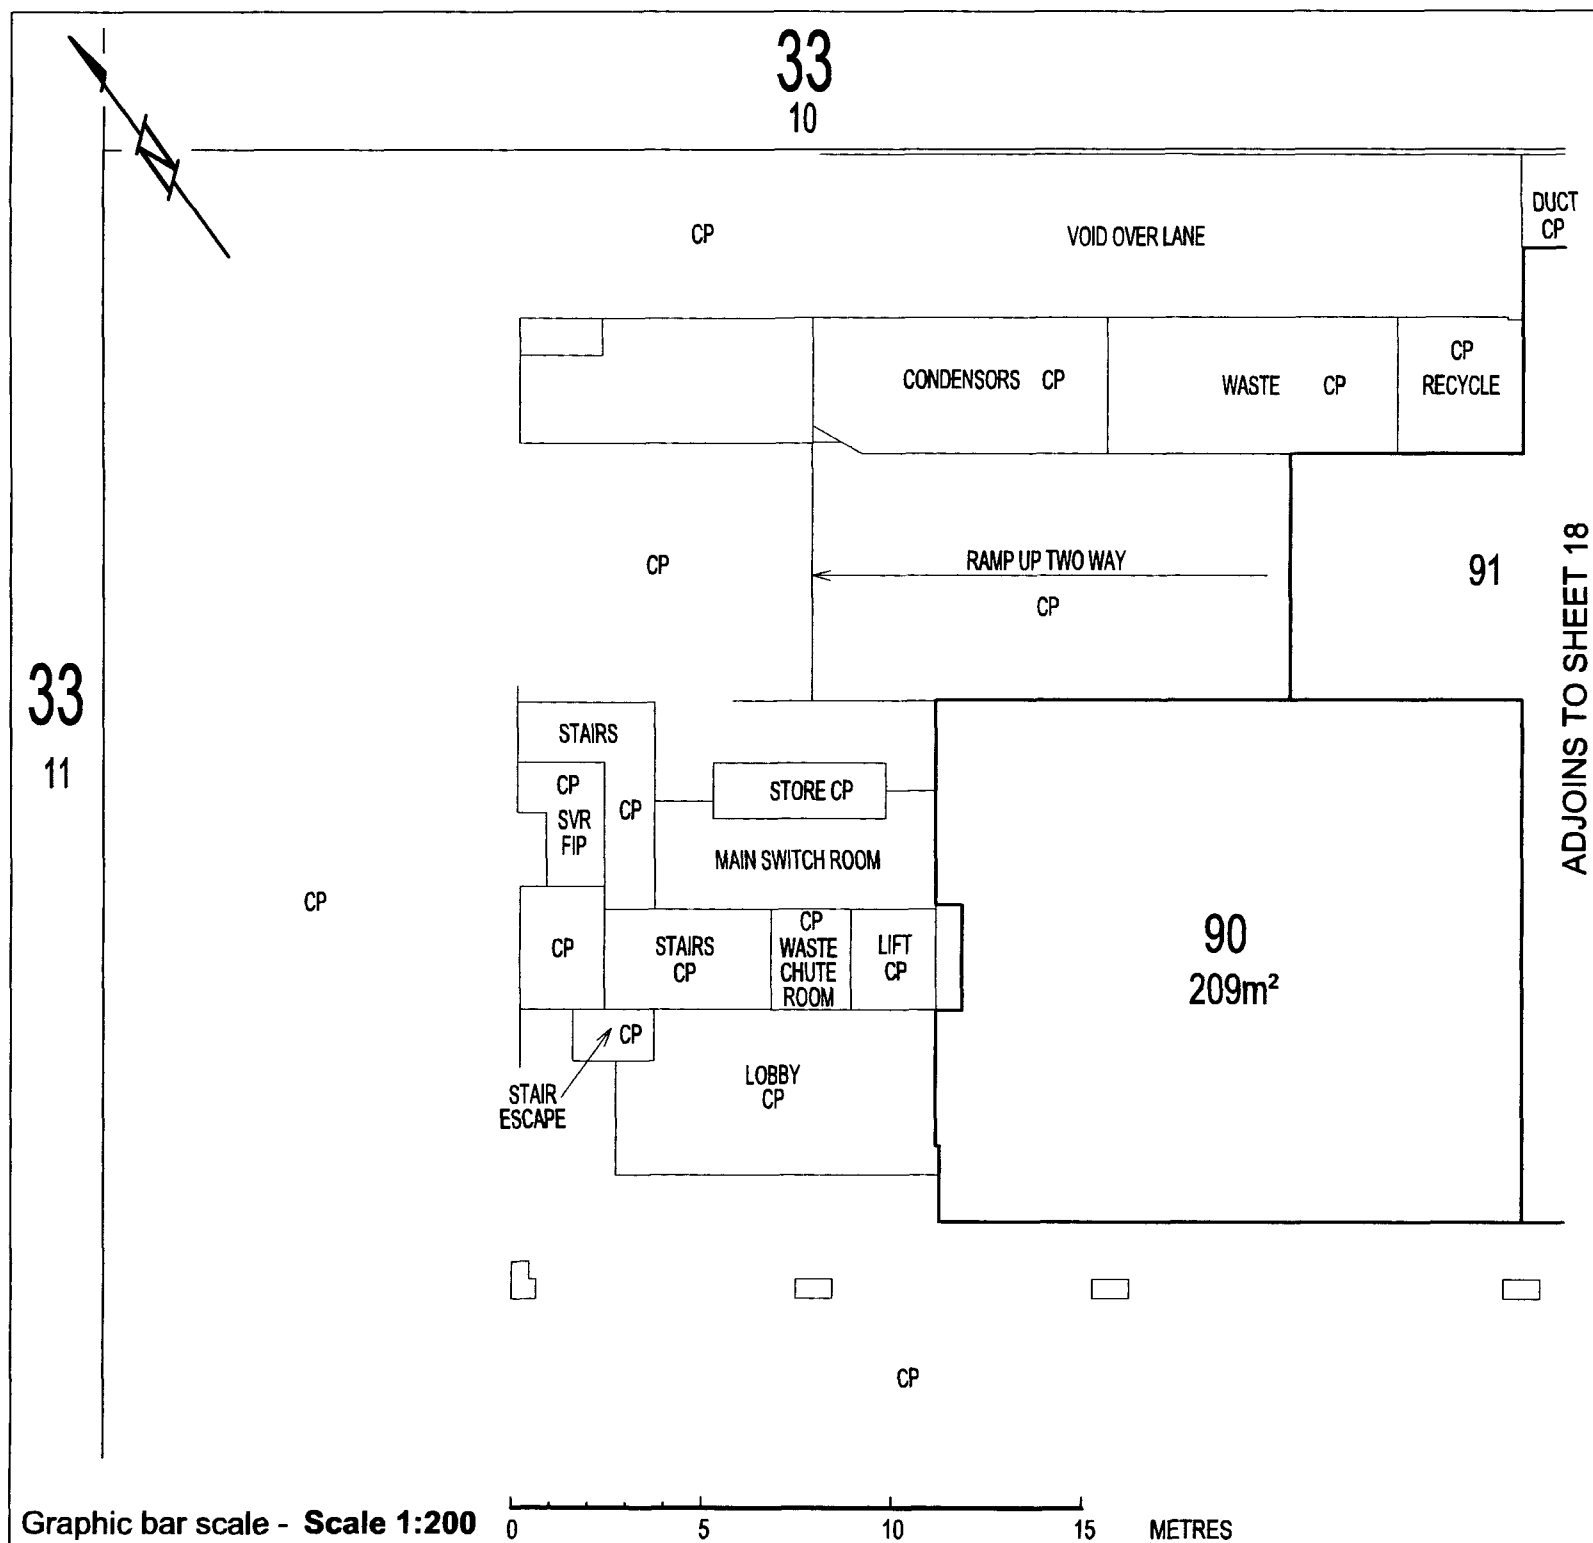 33
10
DUCT
CP
CP
VOID OVER LANE
CONDENSORS CP
WASTE CP
CP
RECYCLE
CP
RAMP UP TWO WAY
CP
91
ADJOINS TO SHEET 18
33
11
STAIRS
CP
CP
SVR
FIP
STORE CP
MAIN SWITCH ROOM
CP
CP
STAIRS
CP
CP
WASTE
CHUTE
ROOM
LIFT
CP
90
209m²
CP
STAIR
ESCAPE
LOBBY
CP
CP
Graphic bar scale - Scale 1:200
0 5 10 15 METRES
N